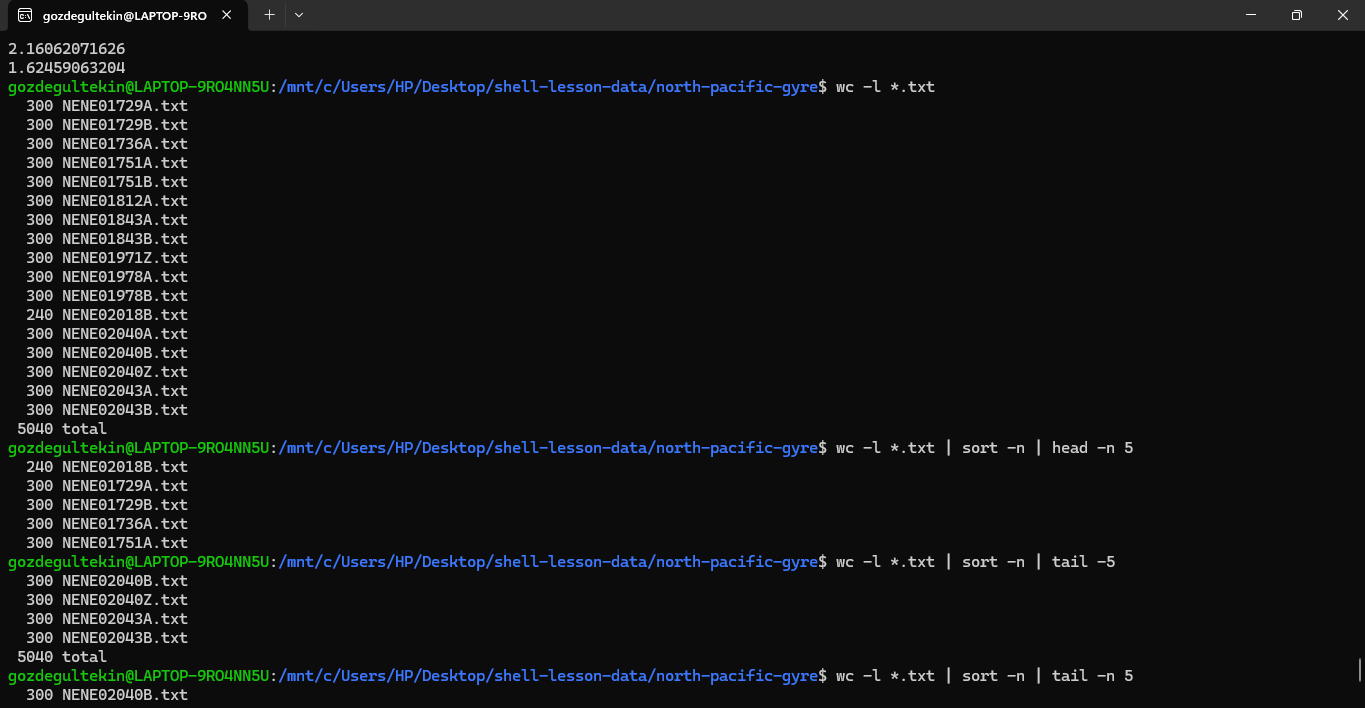 gozdegultekin@LAPTOP-9RO
2.16062071626
1.62459063204
gozdegultekin@LAPTOP-9RO4NN5U:/mnt/c/Users/HP/Desktop/shell-lesson-data/north-pacific-gyre$ wc -l *.txt
  300 NENE01729A.txt
  300 NENE01729B.txt
  300 NENE01736A.txt
  300 NENE01751A.txt
  300 NENE01751B.txt
  300 NENE01812A.txt
  300 NENE01843A.txt
  300 NENE01843B.txt
  300 NENE01971Z.txt
  300 NENE01978A.txt
  300 NENE01978B.txt
  240 NENE02018B.txt
  300 NENE02040A.txt
  300 NENE02040B.txt
  300 NENE02040Z.txt
  300 NENE02043A.txt
  300 NENE02043B.txt
 5040 total
gozdegultekin@LAPTOP-9RO4NN5U:/mnt/c/Users/HP/Desktop/shell-lesson-data/north-pacific-gyre$ wc -l *.txt | sort -n | head -n 5
  240 NENE02018B.txt
  300 NENE01729A.txt
  300 NENE01729B.txt
  300 NENE01736A.txt
  300 NENE01751A.txt
gozdegultekin@LAPTOP-9RO4NN5U:/mnt/c/Users/HP/Desktop/shell-lesson-data/north-pacific-gyre$ wc -l *.txt | sort -n | tail -5
  300 NENE02040B.txt
  300 NENE02040Z.txt
  300 NENE02043A.txt
  300 NENE02043B.txt
 5040 total
gozdegultekin@LAPTOP-9RO4NN5U:/mnt/c/Users/HP/Desktop/shell-lesson-data/north-pacific-gyre$ wc -l *.txt | sort -n | tail -n 5
  300 NENE02040B.txt